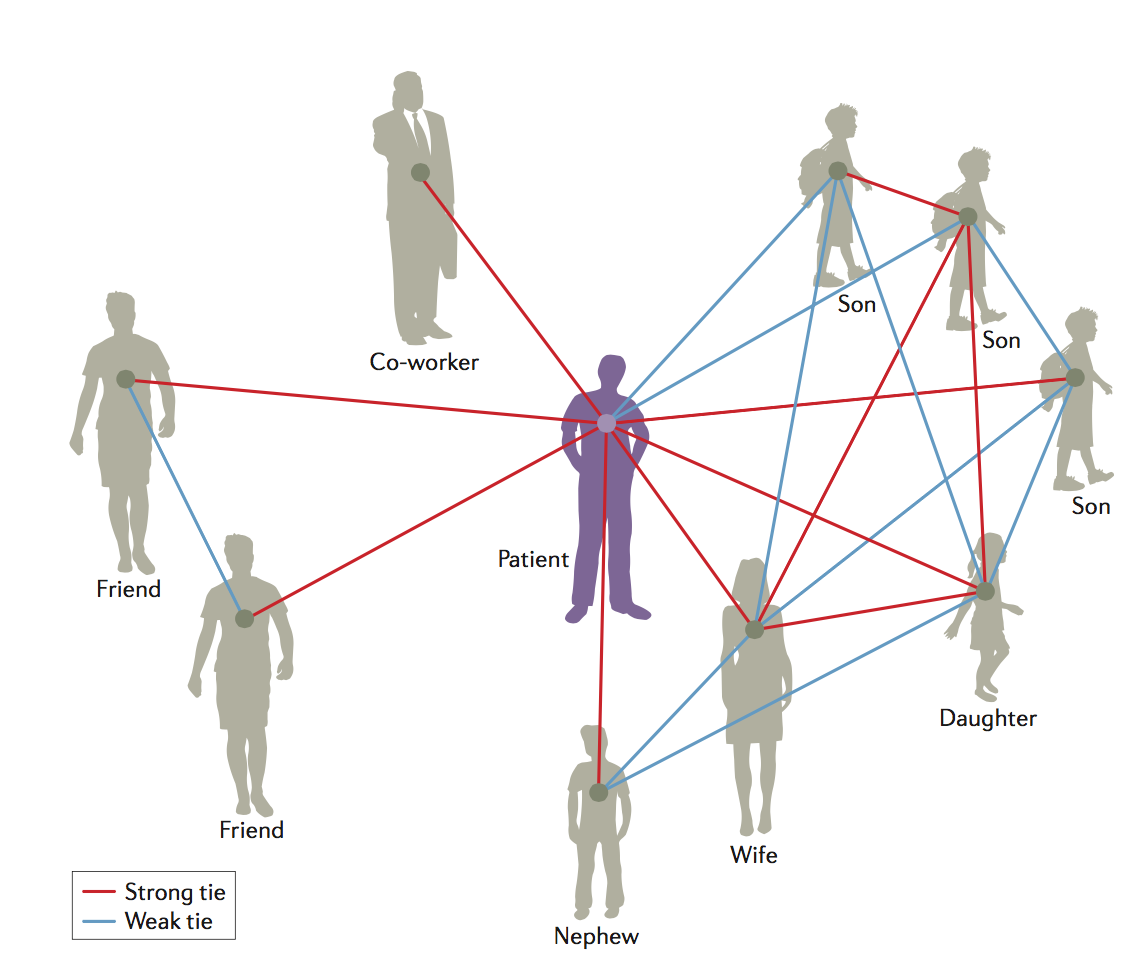 Son
Son
Co-worker
Son
Patient
Friend
Daughter
Friend
Wife
Strong tie
Weak tie
Nephew